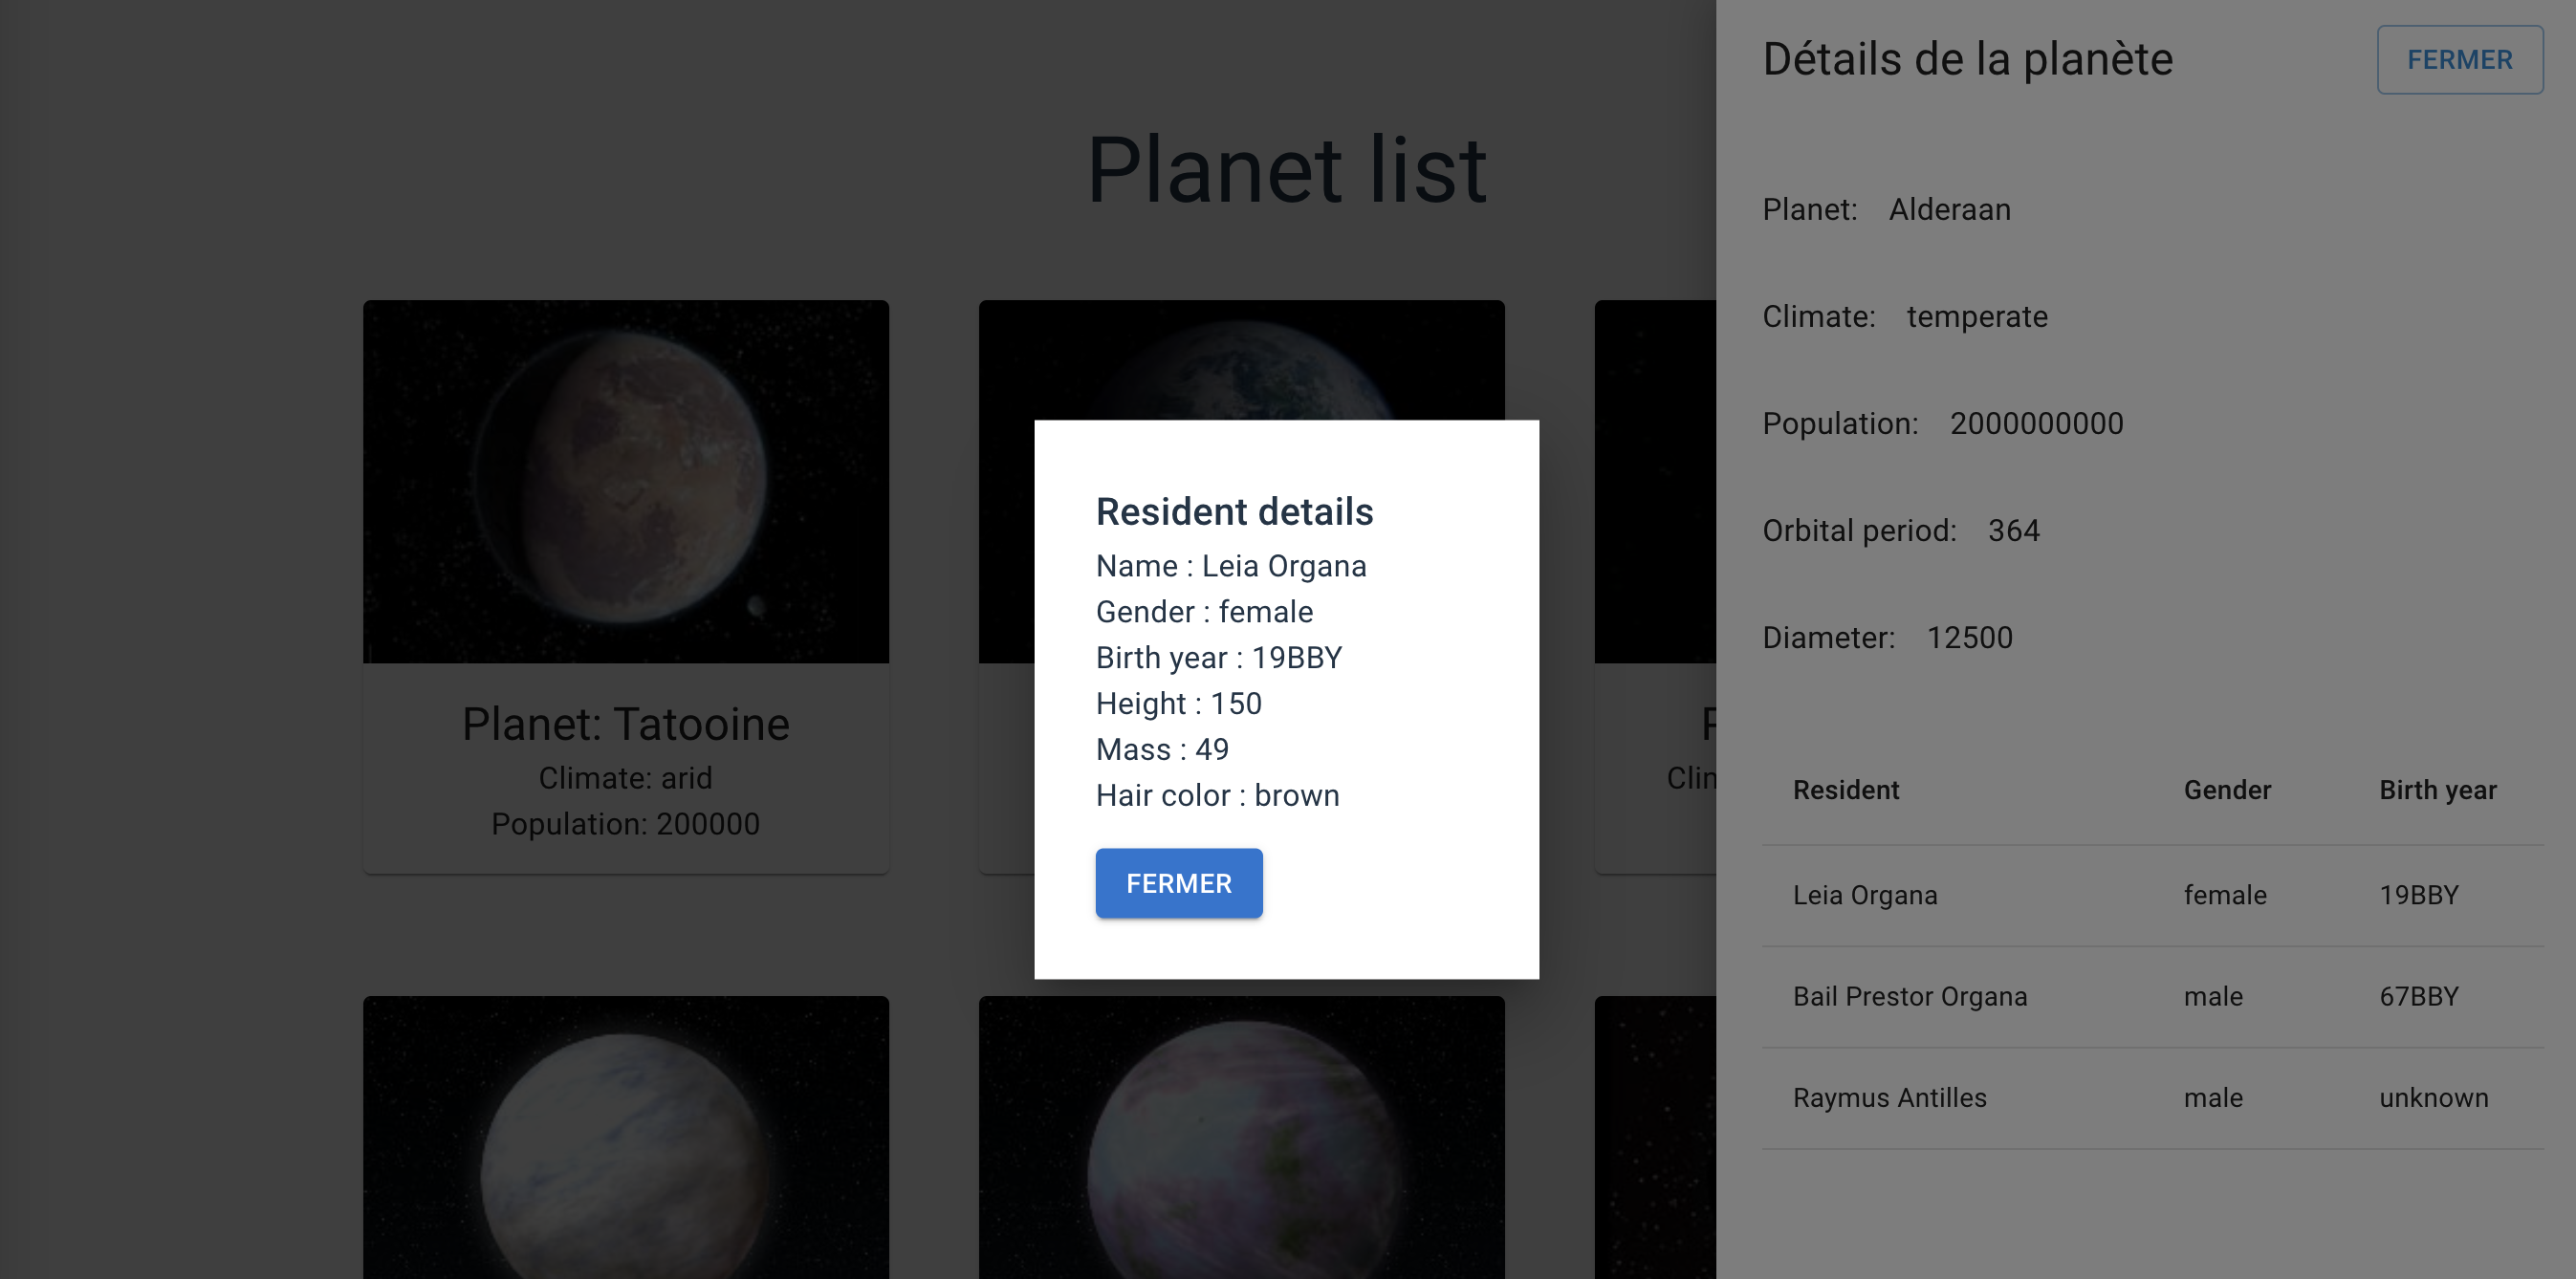 Planet list
Planet: Tatooine
Climate: arid
Population: 200000
Resident details
Name : Leia Organa
Gender : female
Birth year : 19BBY
Height : 150
Mass : 49
Hair color : brown
FERMER
Détails de la planète
FERMER
Planet: Alderaan
Climate: temperate
Population: 2000000000
Orbital period: 364
Diameter: 12500
Resident Gender Birth year
Leia Organa female 19BBY
Bail Prestor Organa male 67BBY
Raymus Antilles male unknown